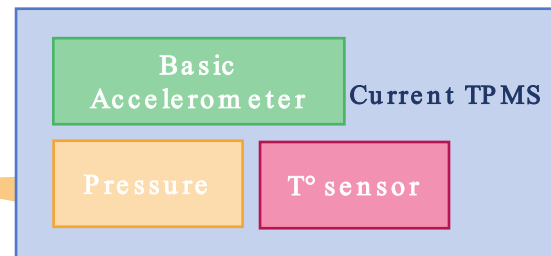 Basic
Accelerometer
Current TPMS
Pressure
T° sensor